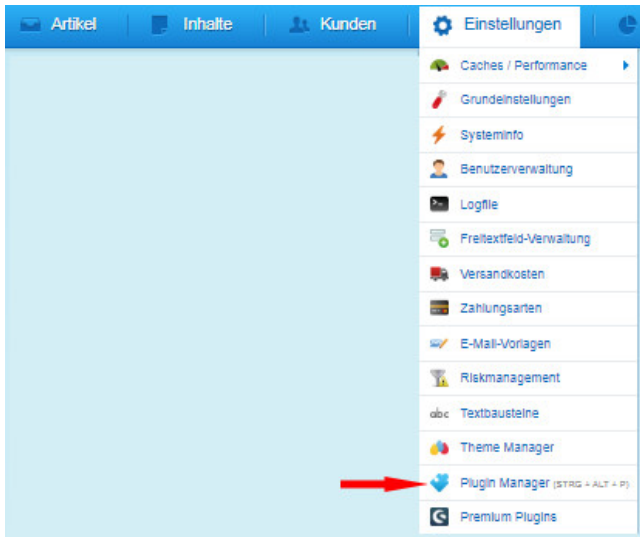 Artikel Inhalte Kunden Einstellungen
Caches / Performance
Grundeinstellungen
Systeminfo
Benutzerverwaltung
Logfile
Freitextfeld-Verwaltung
Versandkosten
Zahlungsarten
E-Mail-Vorlagen
Riskmanagement
abc Textbausteine
Theme Manager
Plugin Manager (STRG + ALT + P)
Premium Plugins